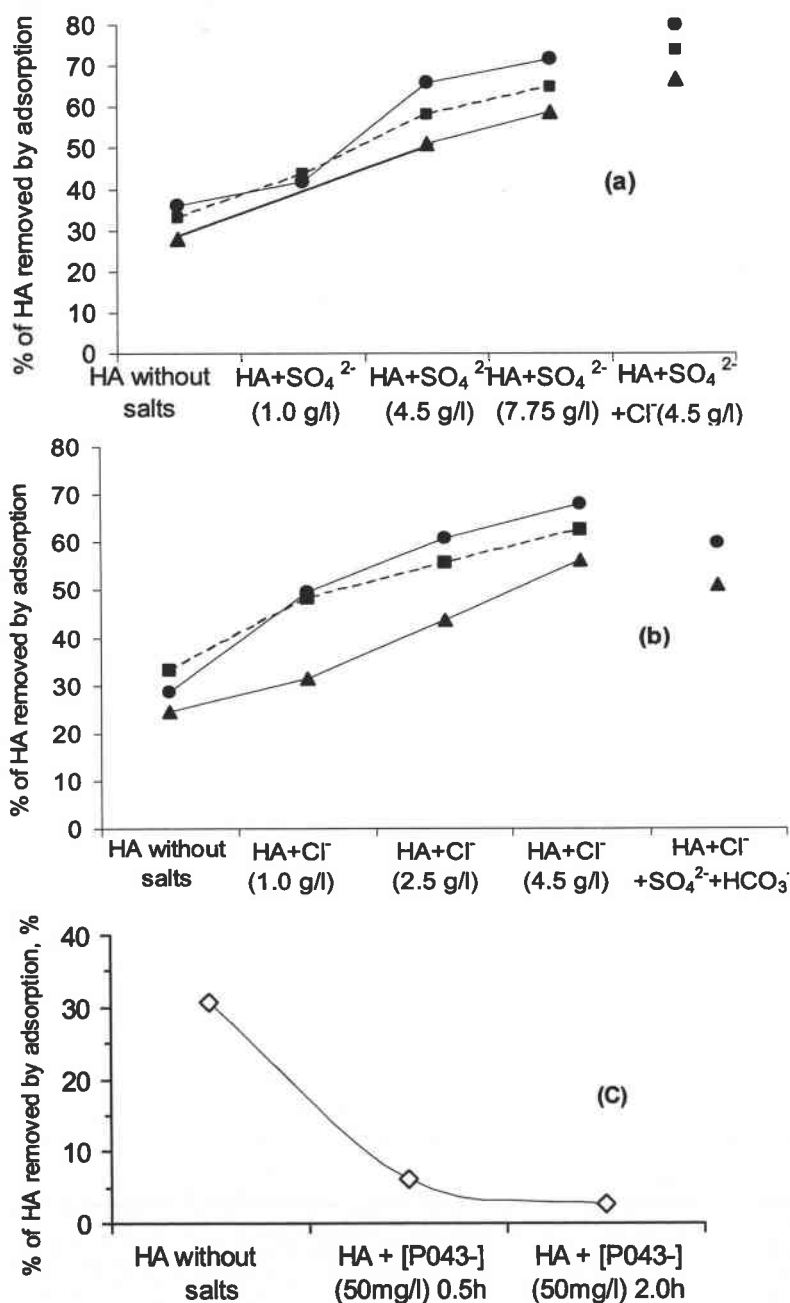 % of HA removed by adsorption
80
70
60
50
40
30
20
10
0
(a)
HA without HA+SO₄ ²⁻ HA+SO₄ ²⁻ HA+SO₄ ²⁻ HA+SO₄ ²⁻
salts (1.0 g/l) (4.5 g/l) (7.75 g/l) +Cl⁻(4.5 g/l)
% of HA removed by adsorption
80
70
60
50
40
30
20
10
0
(b)
HA without HA+Cl⁻ HA+Cl⁻ HA+Cl⁻ HA+Cl⁻
salts (1.0 g/l) (2.5 g/l) (4.5 g/l) +SO₄²⁻+HCO₃⁻
% of HA removed by adsorption, %
40
30
20
10
0
(C)
HA without HA + [P043-] HA + [P043-]
salts (50mg/l) 0.5h (50mg/l) 2.0h